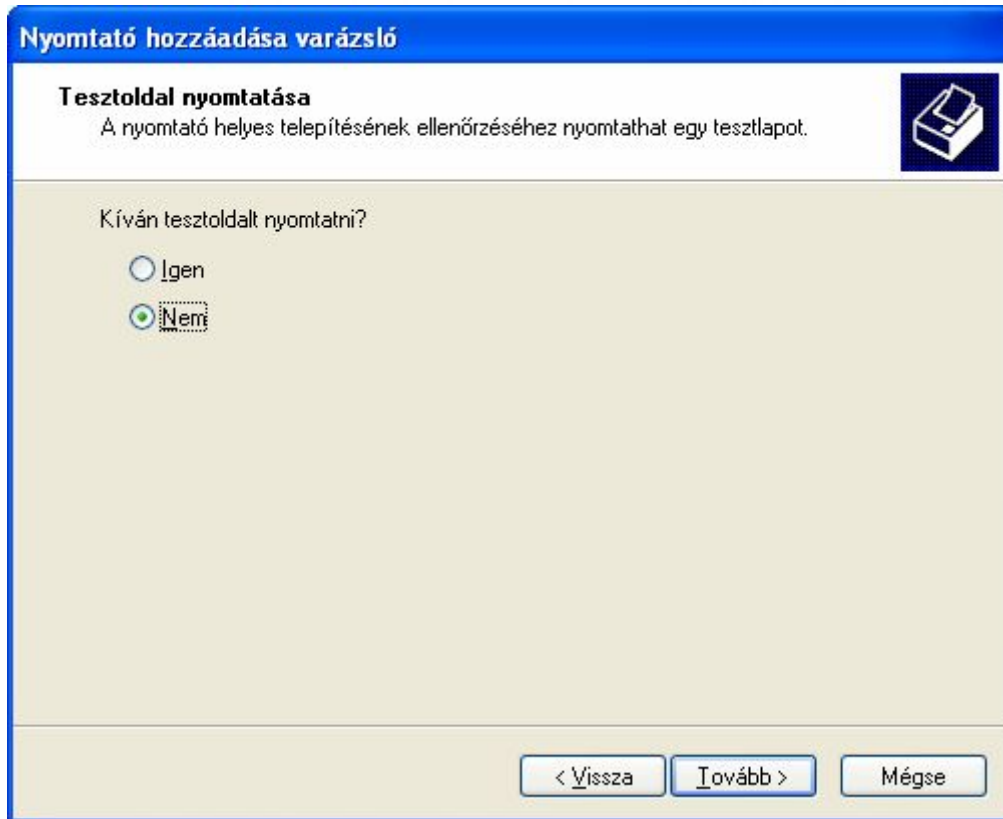 Nyomtató hozzáadása varázsló
Tesztoldal nyomtatása
A nyomtató helyes telepítésének ellenőrzéséhez nyomtathat egy tesztlapot.
Kíván tesztoldalt nyomtatni?
Igen
Nem
< Vissza
Tovább >
Mégse